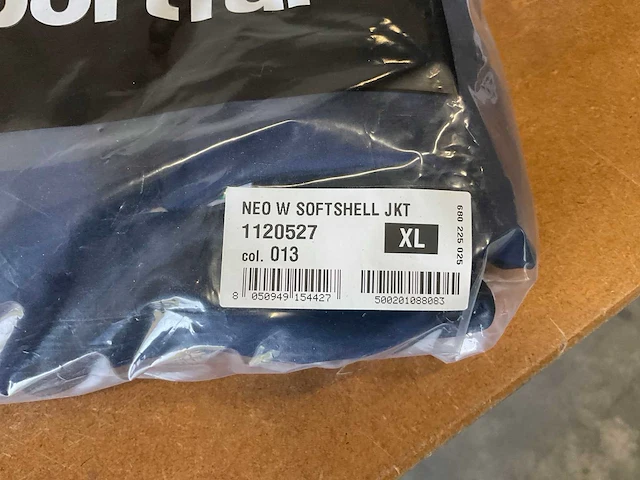 NEO W SOFTSHELL JKT
1120527
XL
col. 013
680 225 025
8 050949 154427
500201088083